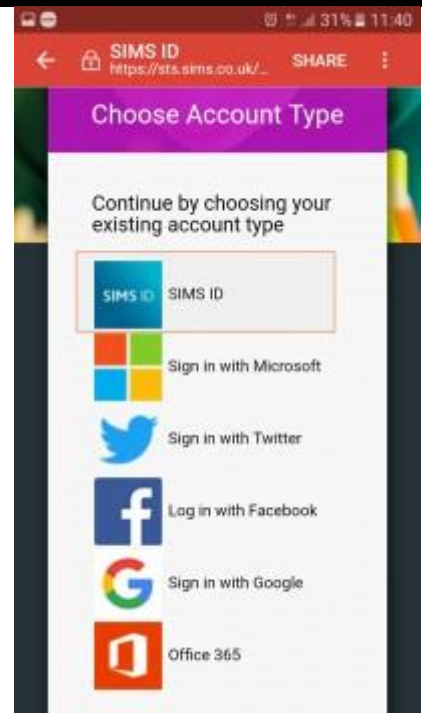 31% 11:40
SIMS ID
https://sts.sims.co.uk/...
SHARE
Choose Account Type
Continue by choosing your
existing account type
SIMS ID SIMS ID
Sign in with Microsoft
Sign in with Twitter
Log in with Facebook
Sign in with Google
Office 365